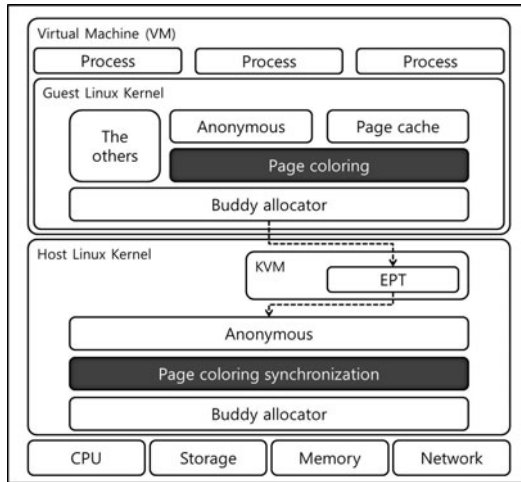 Virtual Machine (VM)
Process Process Process
Guest Linux Kernel
The
others
Anonymous Page cache
Page coloring
Buddy allocator
Host Linux Kernel
KVM
EPT
Anonymous
Page coloring synchronization
Buddy allocator
CPU Storage Memory Network